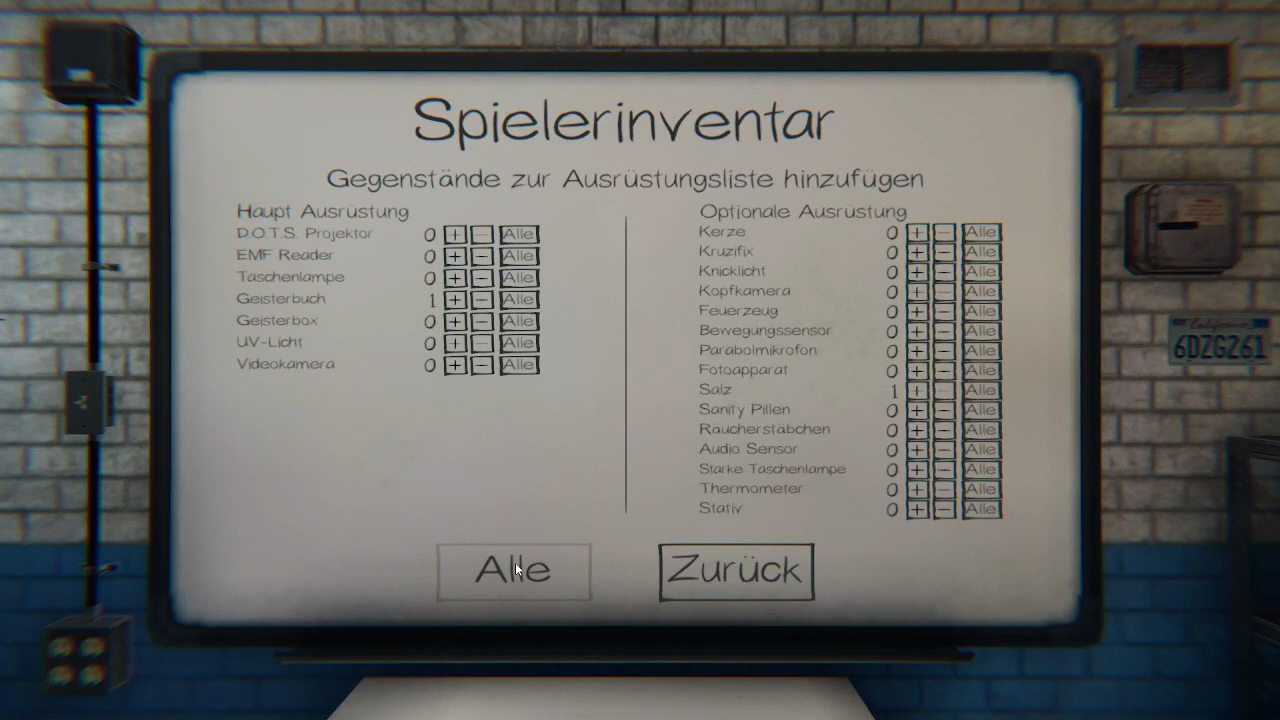 Spielerinventar
Gegenstände zur Ausrüstungsliste hinzufügen
Haupt Ausrüstung
D.O.T.S. Projektor 0 + − Alle
EMF Reader 0 + − Alle
Taschenlampe 0 + − Alle
Geisterbuch 1 + − Alle
Geisterbox 0 + − Alle
UV-Licht 0 + − Alle
Videokamera 0 + − Alle
Optionale Ausrüstung
Kerze 0 + − Alle
Kruzifix 0 + − Alle
Knicklicht 0 + − Alle
Kopfkamera 0 + − Alle
Feuerzeug 0 + − Alle
Bewegungssensor 0 + − Alle
Parabolmikrofon 0 + − Alle
Fotoapparat 0 + − Alle
Salz 1 + − Alle
Sanity Pillen 0 + − Alle
Räucherstäbchen 0 + − Alle
Audio Sensor 0 + − Alle
Starke Taschenlampe 0 + − Alle
Thermometer 0 + − Alle
Stativ 0 + − Alle
Alle
Zurück
California
6DZGZ61